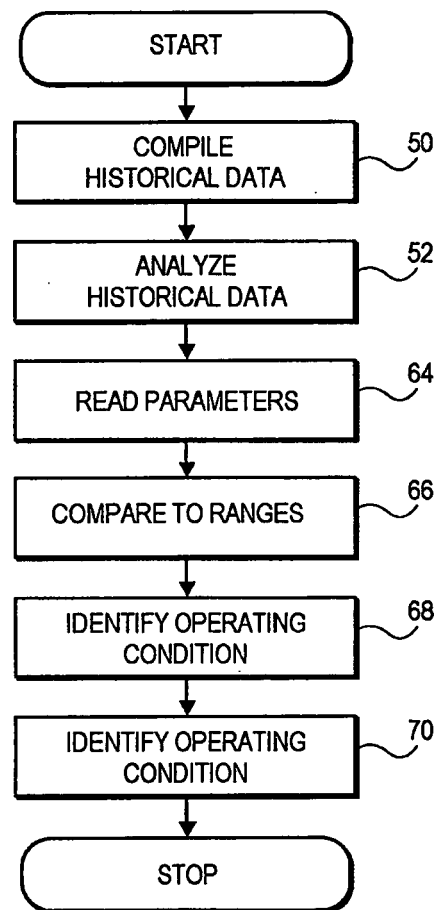 START
COMPILE
HISTORICAL DATA
50
ANALYZE
HISTORICAL DATA
52
READ PARAMETERS
64
COMPARE TO RANGES
66
IDENTIFY OPERATING
CONDITION
68
IDENTIFY OPERATING
CONDITION
70
STOP